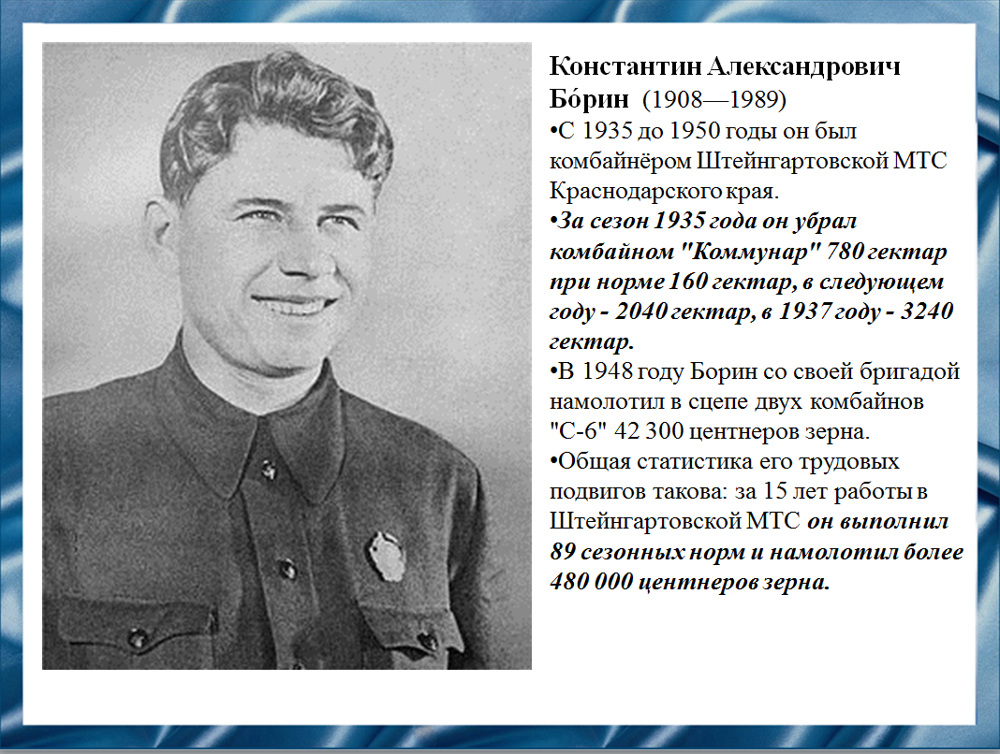 Константин Александрович
Бо́рин (1908—1989)
•С 1935 до 1950 годы он был
комбайнёром Штейнгартовской МТС
Краснодарского края.
•За сезон 1935 года он убрал
комбайном "Коммунар" 780 гектар
при норме 160 гектар, в следующем
году - 2040 гектар, в 1937 году - 3240
гектар.
•В 1948 году Борин со своей бригадой
намолотил в сцепе двух комбайнов
"С-6" 42 300 центнеров зерна.
•Общая статистика его трудовых
подвигов такова: за 15 лет работы в
Штейнгартовской МТС он выполнил
89 сезонных норм и намолотил более
480 000 центнеров зерна.